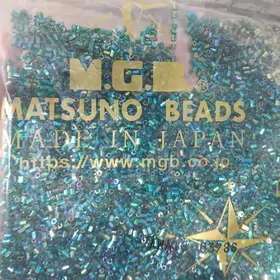 M.G.B.®
MATSUNO BEADS
MADE IN JAPAN
https://www.mgb.co.jp